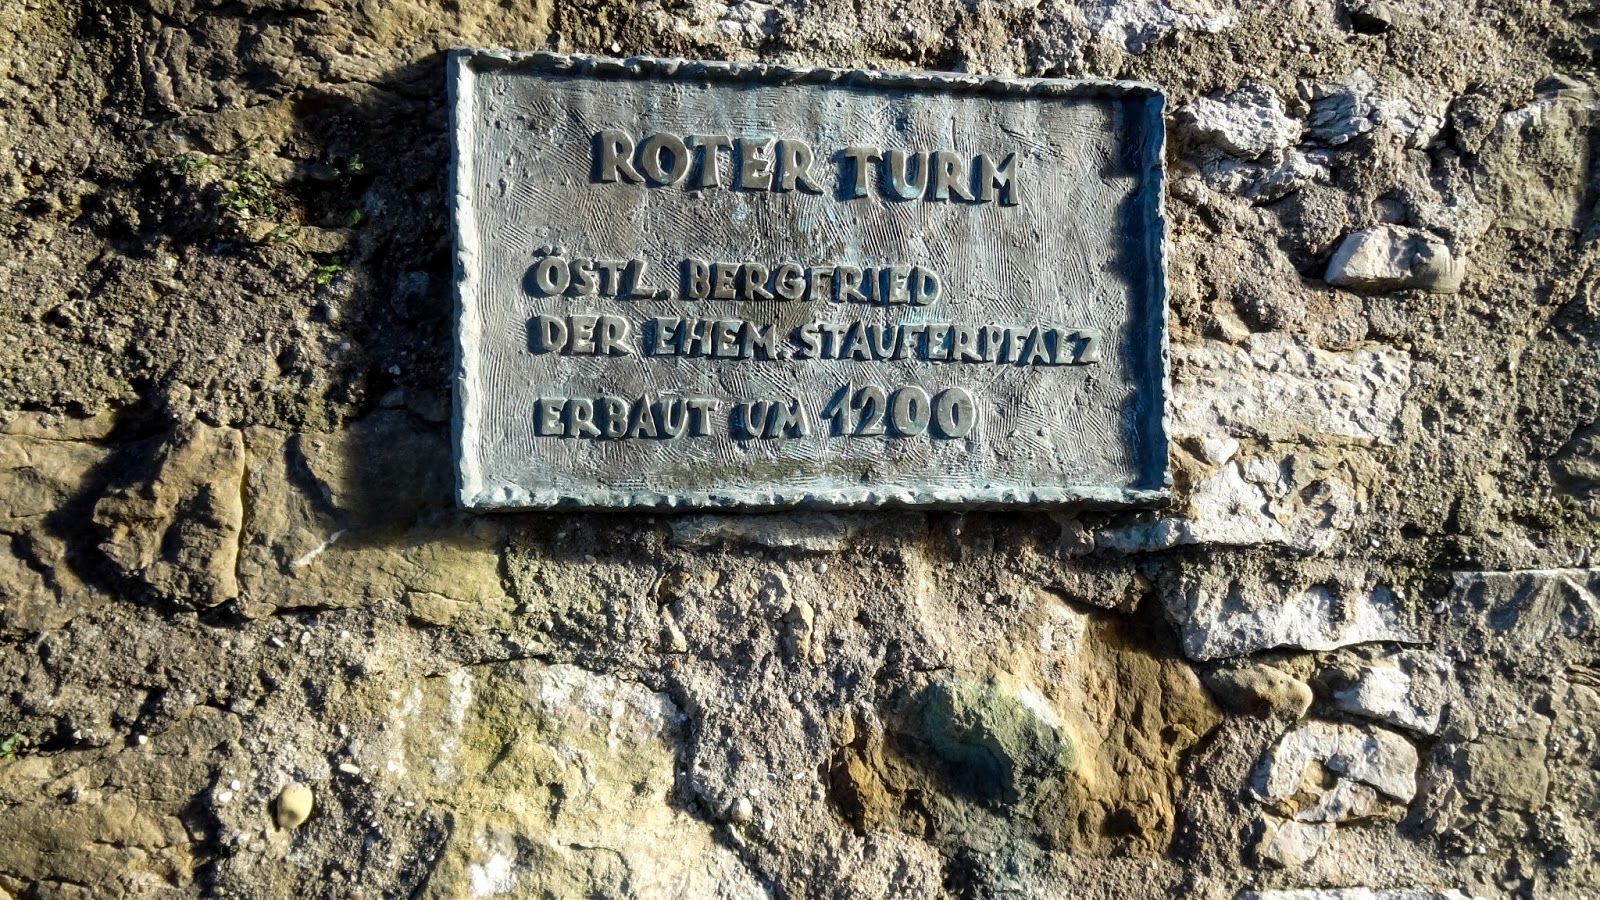 ROTER TURM
ÖSTL. BERGFRIED
DER EHEM. STAUFERPFALZ
ERBAUT UM 1200